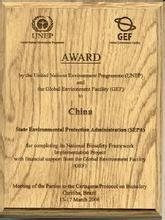 UNEP
GEF
AWARD
by the United Nations Environment Programme (UNEP)
and
the Global Environment Facility (GEF)
to
China
State Environmental Protection Administration (SEPA)
for completing its National Biosafety Framework
Implementation Project
with financial support from the Global Environment Facility
(GEF)
Meeting of the Parties to the Cartagena Protocol on Biosafety
Curitiba, Brazil
13-17 March 2006